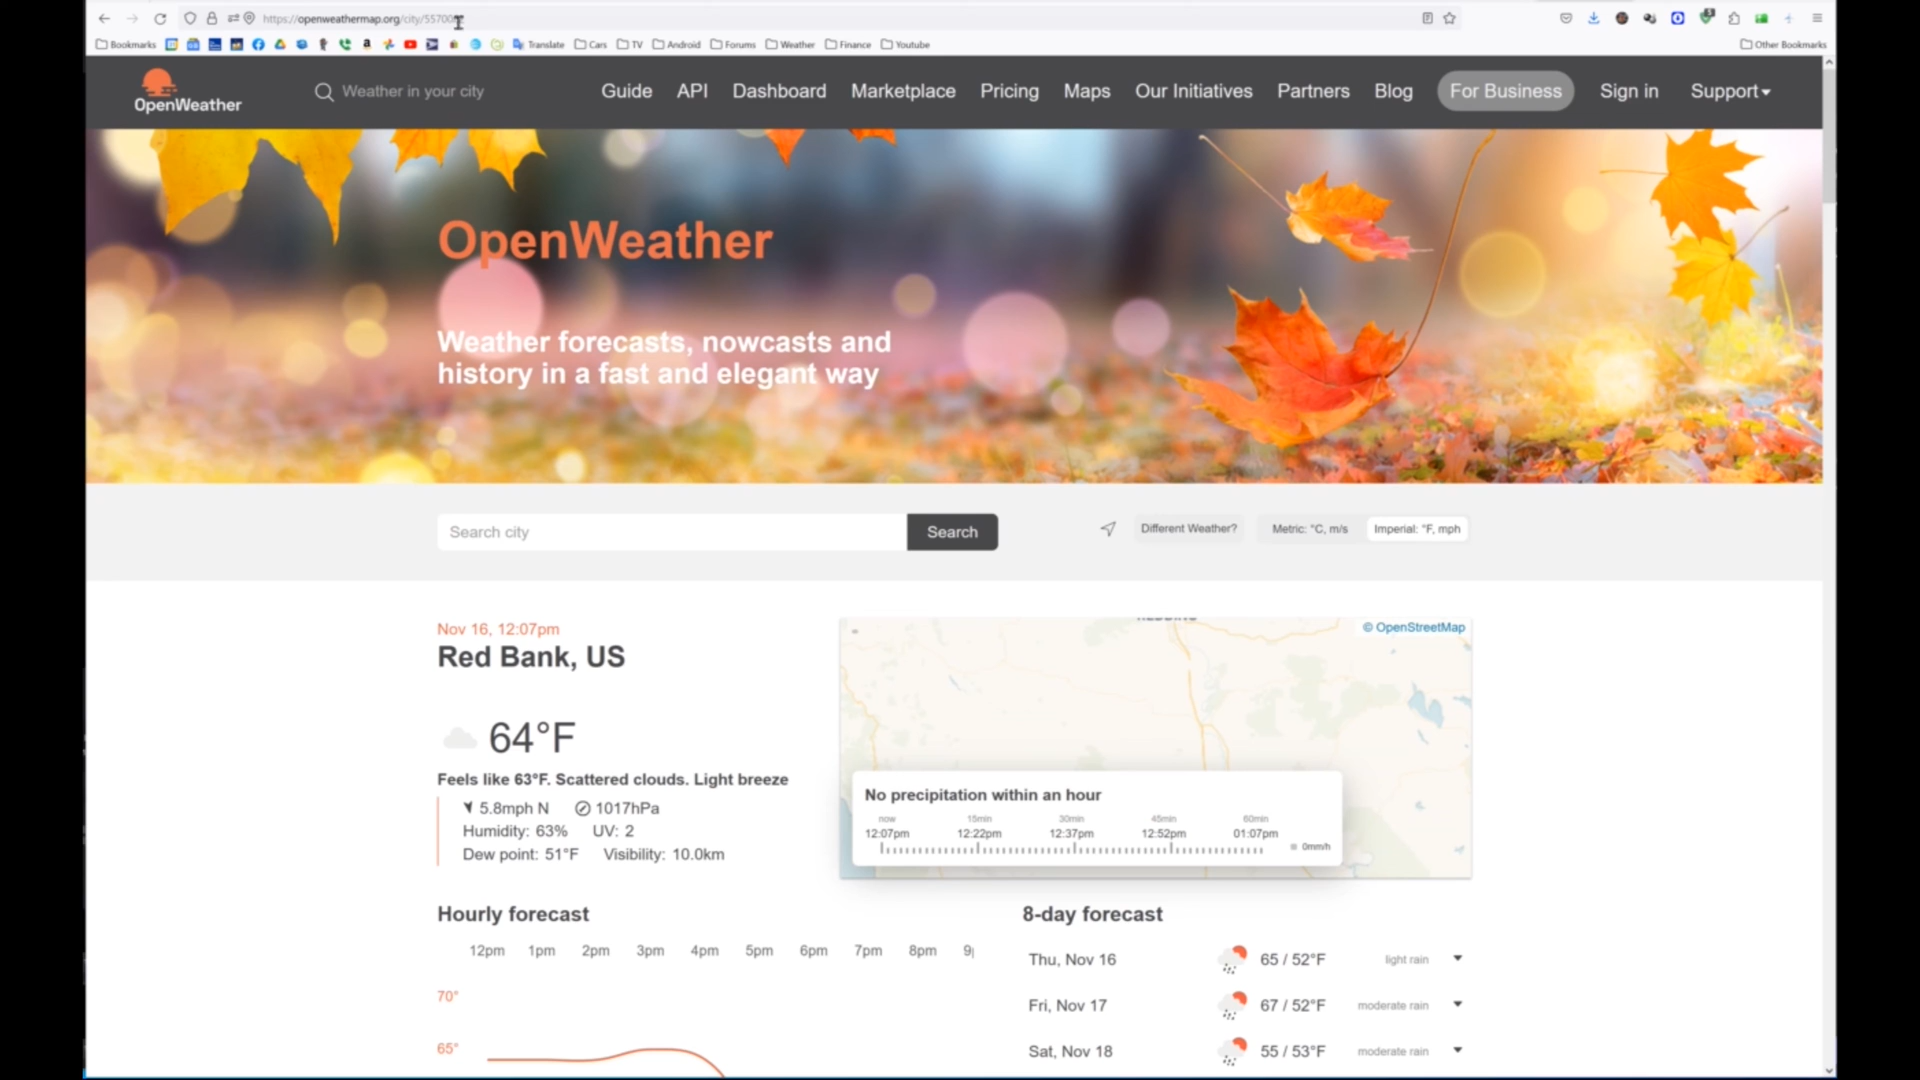 https://openweathermap.org/city/5570
Bookmarks Translate Cars TV Android Forums Weather Finance Youtube Other Bookmarks
OpenWeather
Weather in your city
Guide API Dashboard Marketplace Pricing Maps Our Initiatives Partners Blog For Business Sign in Support
OpenWeather
Weather forecasts, nowcasts and
history in a fast and elegant way
Search city Search
Different Weather? Metric: °C, m/s Imperial: °F, mph
Nov 16, 12:07pm
Red Bank, US
© OpenStreetMap
64°F
Feels like 63°F. Scattered clouds. Light breeze
5.8mph N 1017hPa
Humidity: 63% UV: 2
Dew point: 51°F Visibility: 10.0km
No precipitation within an hour
now 15min 30min 45min 60min
12:07pm 12:22pm 12:37pm 12:52pm 01:07pm
0mm/h
Hourly forecast
12pm 1pm 2pm 3pm 4pm 5pm 6pm 7pm 8pm
70°
65°
8-day forecast
Thu, Nov 16 65 / 52°F light rain
Fri, Nov 17 67 / 52°F moderate rain
Sat, Nov 18 55 / 53°F moderate rain